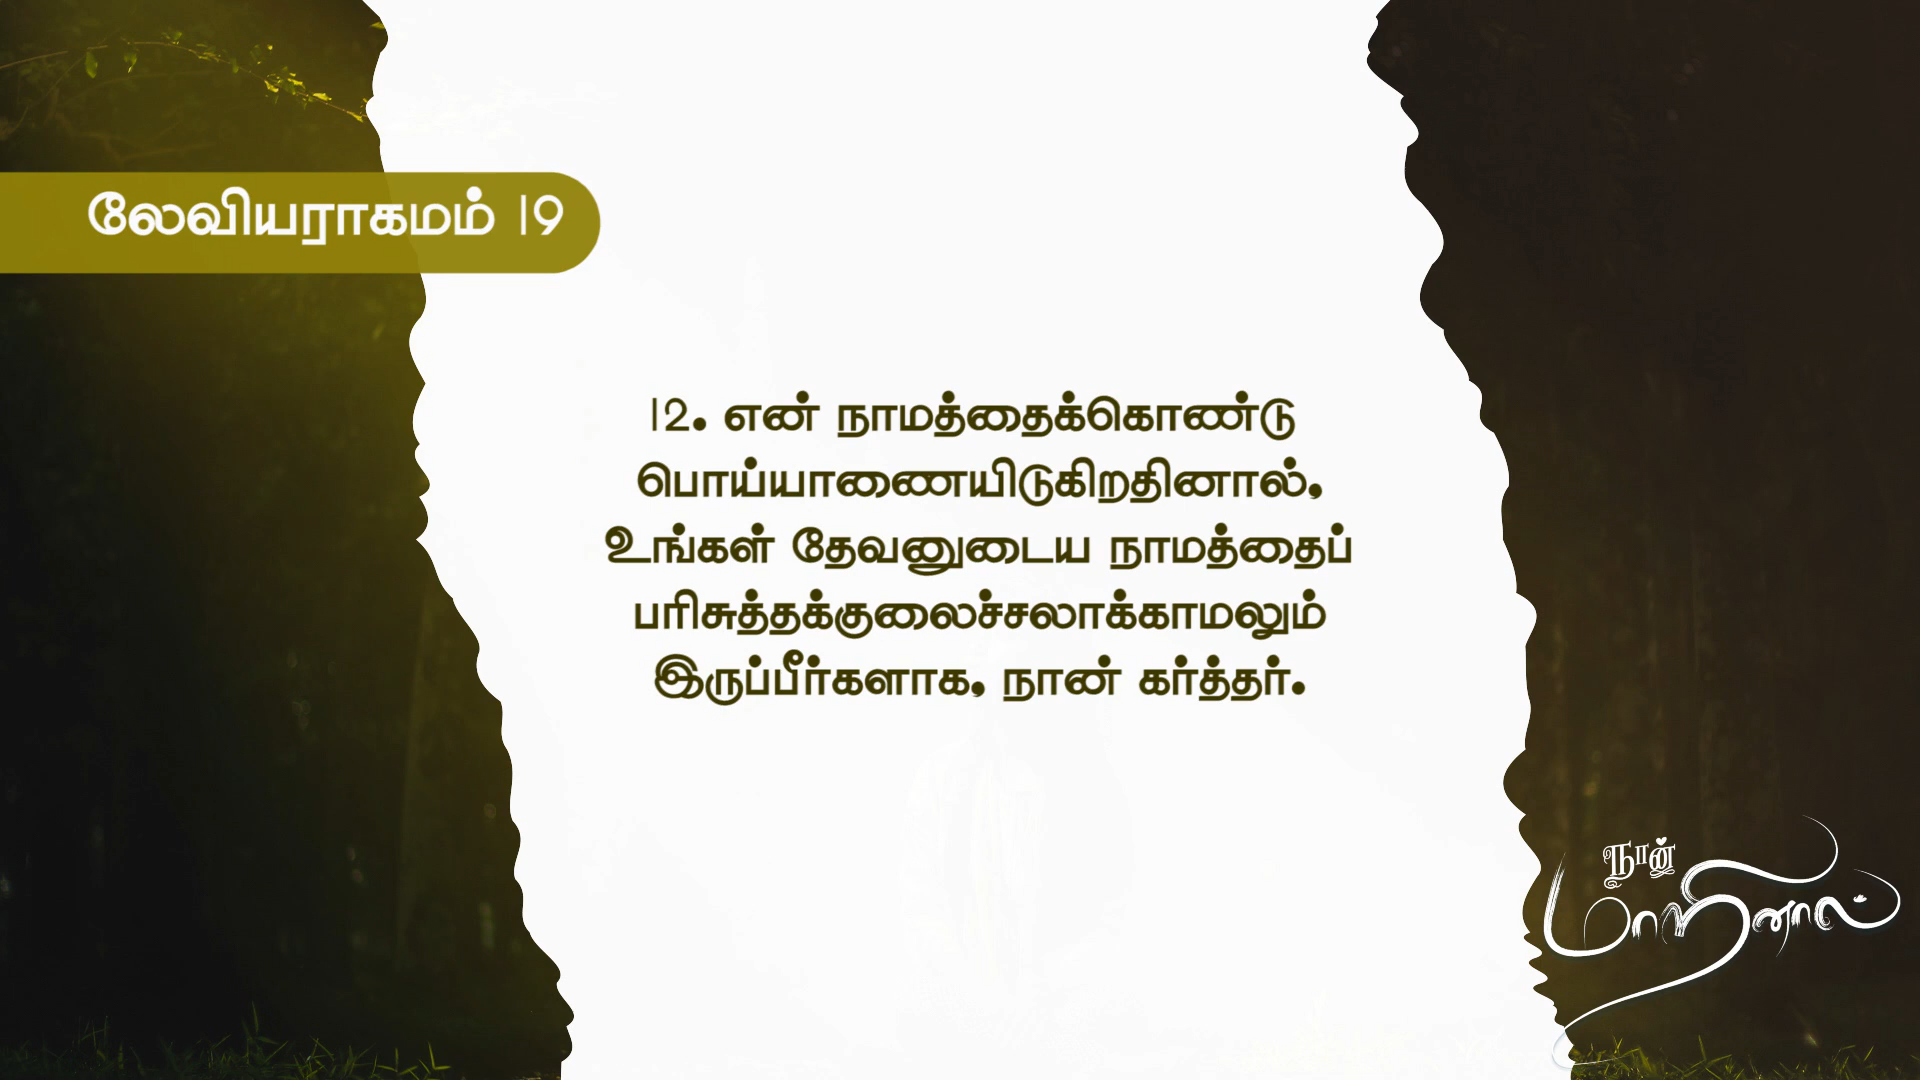 லேவியராகமம் 19
12. என் நாமத்தைக்கொண்டு
பொய்யாணையிடுகிறதினால்,
உங்கள் தேவனுடைய நாமத்தைப்
பரிசுத்தக்குலைச்சலாக்காமலும்
இருப்பீர்களாக, நான் கர்த்தர்.
நான்
மாறினால்